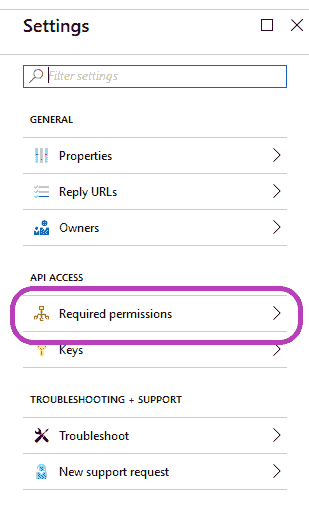 Settings
Filter settings
GENERAL
Properties
Reply URLs
Owners
API ACCESS
Required permissions
Keys
TROUBLESHOOTING + SUPPORT
Troubleshoot
New support request